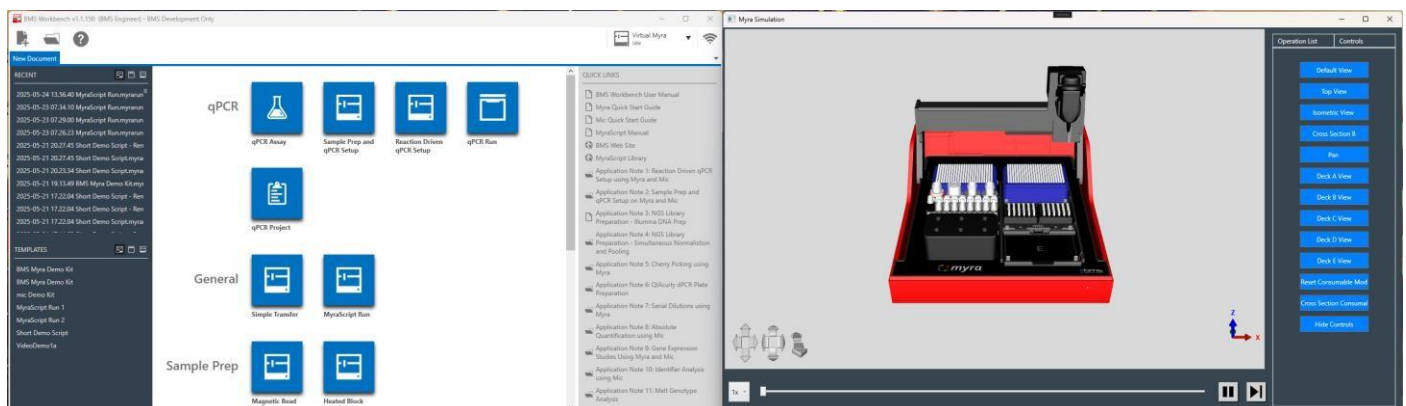 BMS Workbench v1.1.150 (BMS Engineer) - BMS Development Only
Virtual Myra
Idle
New Document
RECENT
2025-05-24 13.36.40 MyraScript Run.myrarun
2025-05-23 07.34.10 MyraScript Run.myrarun
2025-05-23 07.29.00 MyraScript Run.myrarun
2025-05-23 07.26.23 MyraScript Run.myrarun
2025-05-21 20.27.45 Short Demo Script - Ren
2025-05-21 20.27.45 Short Demo Script.myra
2025-05-21 20.23.34 Short Demo Script.myra
2025-05-21 19.13.49 BMS Myra Demo Kit.myr
2025-05-21 17.22.04 Short Demo Script - Ren
2025-05-21 17.22.04 Short Demo Script - Ren
2025-05-21 17.22.04 Short Demo Script.myra
TEMPLATES
BMS Myra Demo Kit
BMS Myra Demo Kit
mic Demo Kit
MyraScript Run 1
MyraScript Run 2
Short Demo Script
VideoDemo1a
qPCR
qPCR Assay
Sample Prep and
qPCR Setup
Reaction Driven
qPCR Setup
qPCR Run
qPCR Project
General
Simple Transfer
MyraScript Run
Sample Prep
Magnetic Bead
Heated Block
QUICK LINKS
BMS Workbench User Manual
Myra Quick Start Guide
Mic Quick Start Guide
MyraScript Manual
BMS Web Site
MyraScript Library
Application Note 1: Reaction Driven qPCR
Setup using Myra and Mic
Application Note 2: Sample Prep and
qPCR Setup on Myra and Mic
Application Note 3: NGS Library
Preparation - Illumina DNA Prep
Application Note 4: NGS Library
Preparation - Simultaneous Normalistion
and Pooling
Application Note 5: Cherry Picking using
Myra
Application Note 6: QIAcuity dPCR Plate
Preparation
Application Note 7: Serial Dilutions using
Myra
Application Note 8: Absolute
Quantification using Mic
Application Note 9: Gene Expression
Studies Using Myra and Mic
Application Note 10: Identifier Analysis
using Mic
Application Note 11: Matt Genotype
Analysis
Myra Simulation
E
myra
bms
Z
X
1x
Operation List
Controls
Default View
Top View
Isometric View
Cross Section B
Pan
Deck A View
Deck B View
Deck C View
Deck D View
Deck E View
Reset Consumable Mod
Cross Section Consumal
Hide Controls